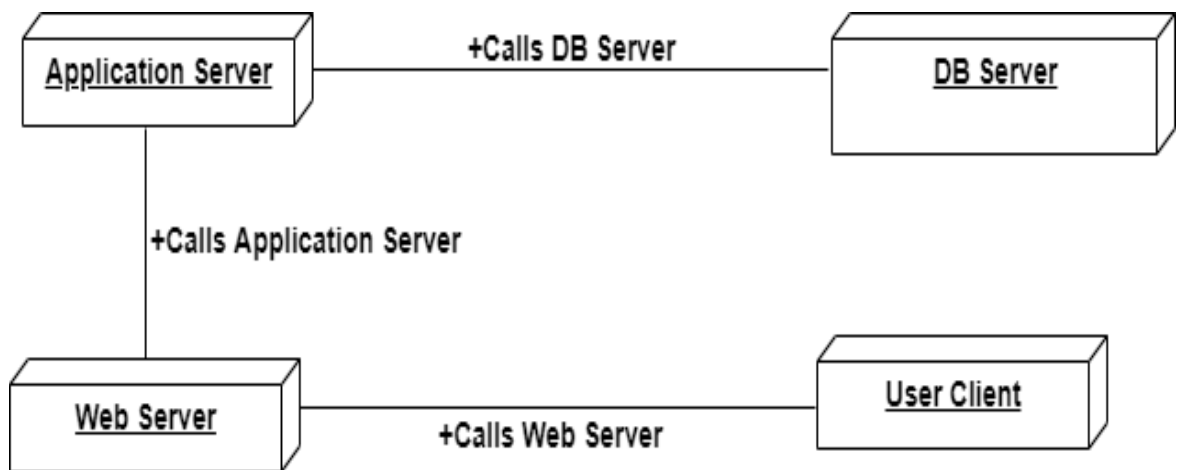 +Calls DB Server
Application Server
DB Server
+Calls Application Server
User Client
Web Server
+Calls Web Server